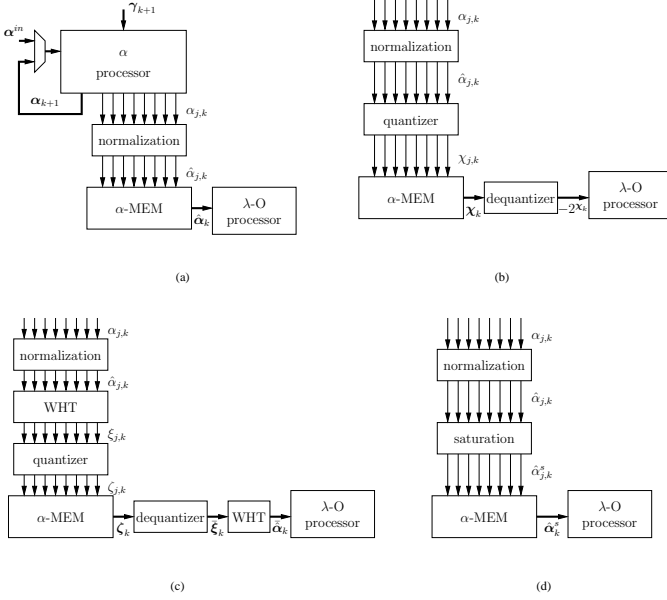 γ_{k+1}
α^{in}
α
processor
α_{k+1}
α_{j,k}
normalization
α̂_{j,k}
α-MEM
α̂_k
λ-O
processor
(a)
α_{j,k}
normalization
α̂_{j,k}
quantizer
χ_{j,k}
α-MEM
χ_k
dequantizer
−2^{χ_k}
λ-O
processor
(b)
α_{j,k}
normalization
α̂_{j,k}
WHT
ξ_{j,k}
quantizer
ζ_{j,k}
α-MEM
ζ_k
dequantizer
ξ̄_k
WHT
λ-O
processor
(c)
α_{j,k}
normalization
α̂_{j,k}
saturation
α̂^s_{j,k}
α-MEM
α̂^s_k
λ-O
processor
(d)